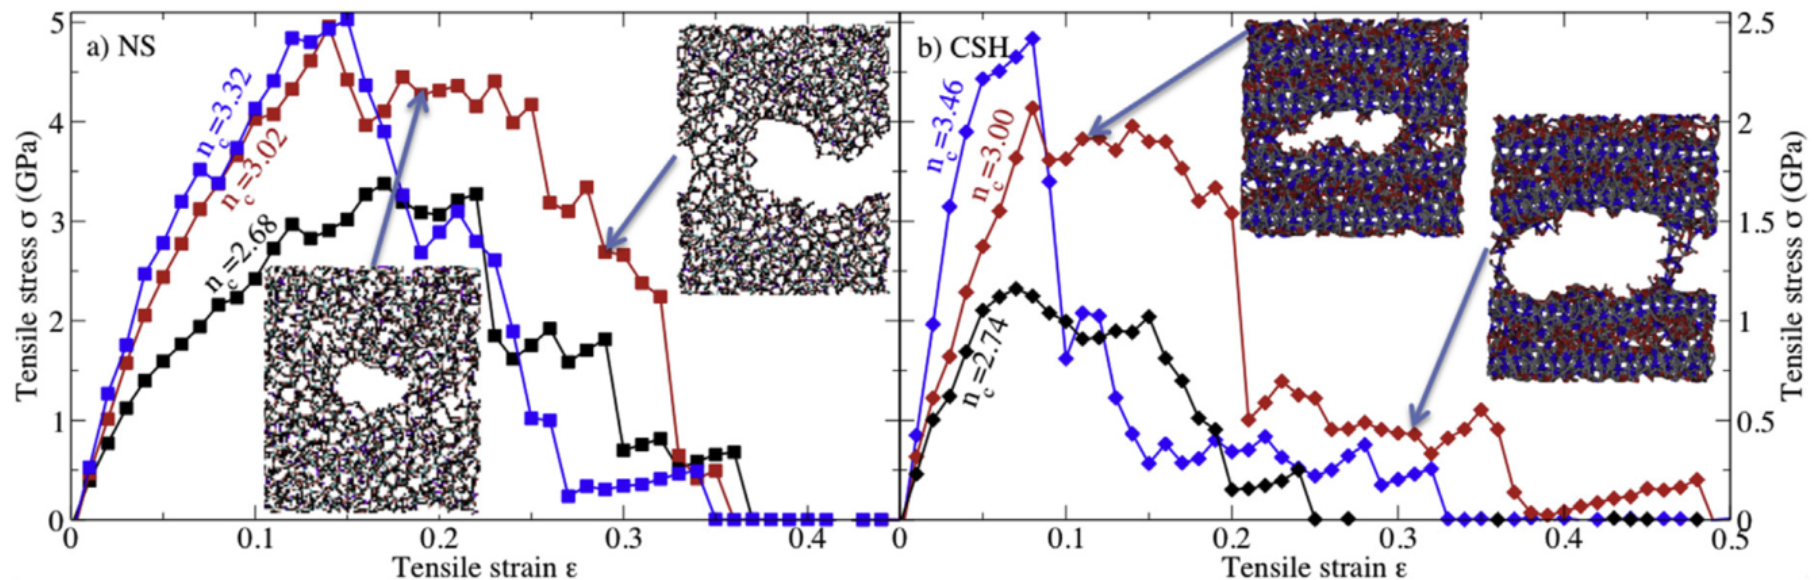 a) NS
n_c=3.32
n_c=3.02
n_c=2.68
5
4
3
2
1
0
Tensile stress σ (GPa)
0
0.1
0.2
0.3
0.4
Tensile strain ε
b) CSH
n_c=3.46
n_c=3.00
n_c=2.74
2.5
2
1.5
1
0.5
0
Tensile stress σ (GPa)
0
0.1
0.2
0.3
0.4
0.5
Tensile strain ε